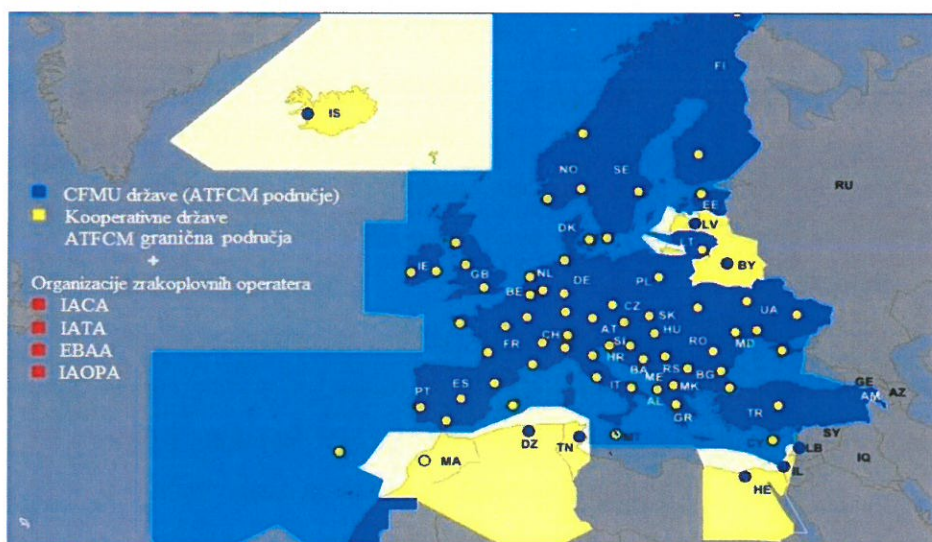 FI
IS
RU
NO
SE
EE
CFMU države (ATFCM područje)
Kooperativne države
ATFCM granična područja
+
Organizacije zrakoplovnih operatera
IACA
IATA
EBAA
IAOPA
DK
LV
LT
BY
IE
GB
NL
DE
PL
BE
CZ
UA
SK
FR
CH
AT
HU
MD
SI
RO
HR
BA
RS
BG
PT
ES
IT
ME
MK
AL
GR
TR
GE
AZ
AM
CY
SY
LB
IQ
IL
MA
DZ
TN
MT
HE